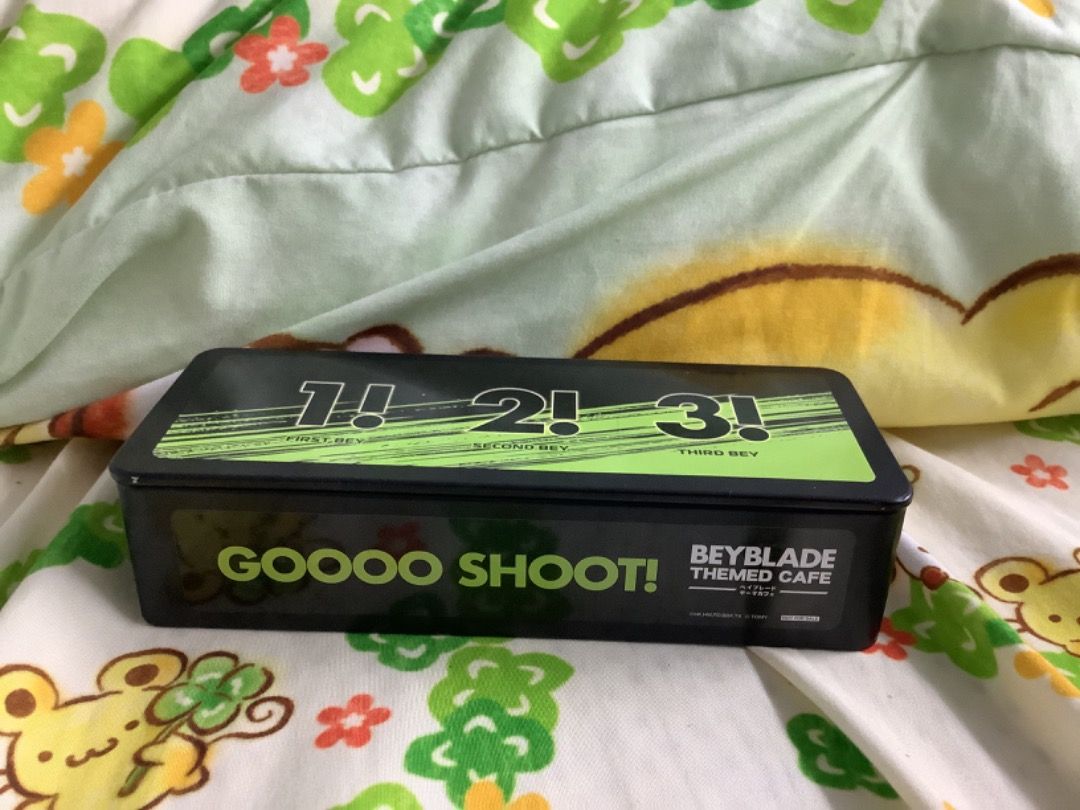 1! 2! 3!
FIRST BEY SECOND BEY THIRD BEY
GOOOO SHOOT!
BEYBLADE
THEMED CAFE
ベイブレード
テーマカフェ
NOT FOR SALE